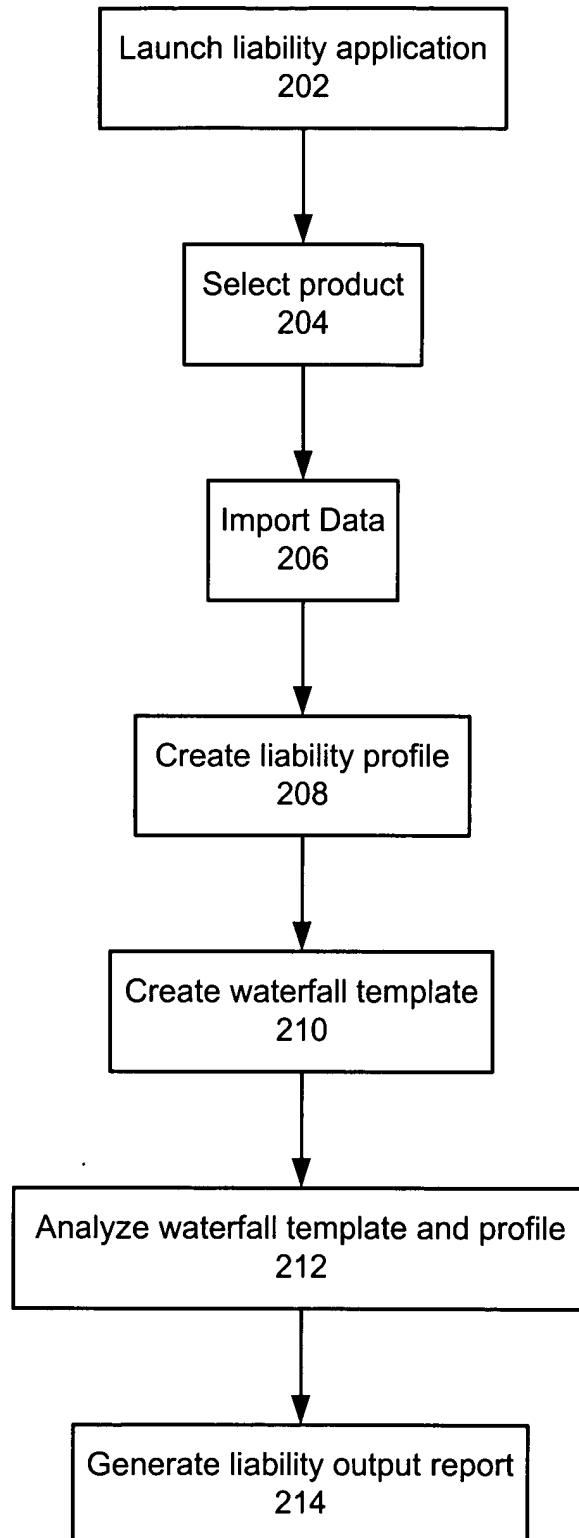 Launch liability application
202
Select product
204
Import Data
206
Create liability profile
208
Create waterfall template
210
Analyze waterfall template and profile
212
Generate liability output report
214